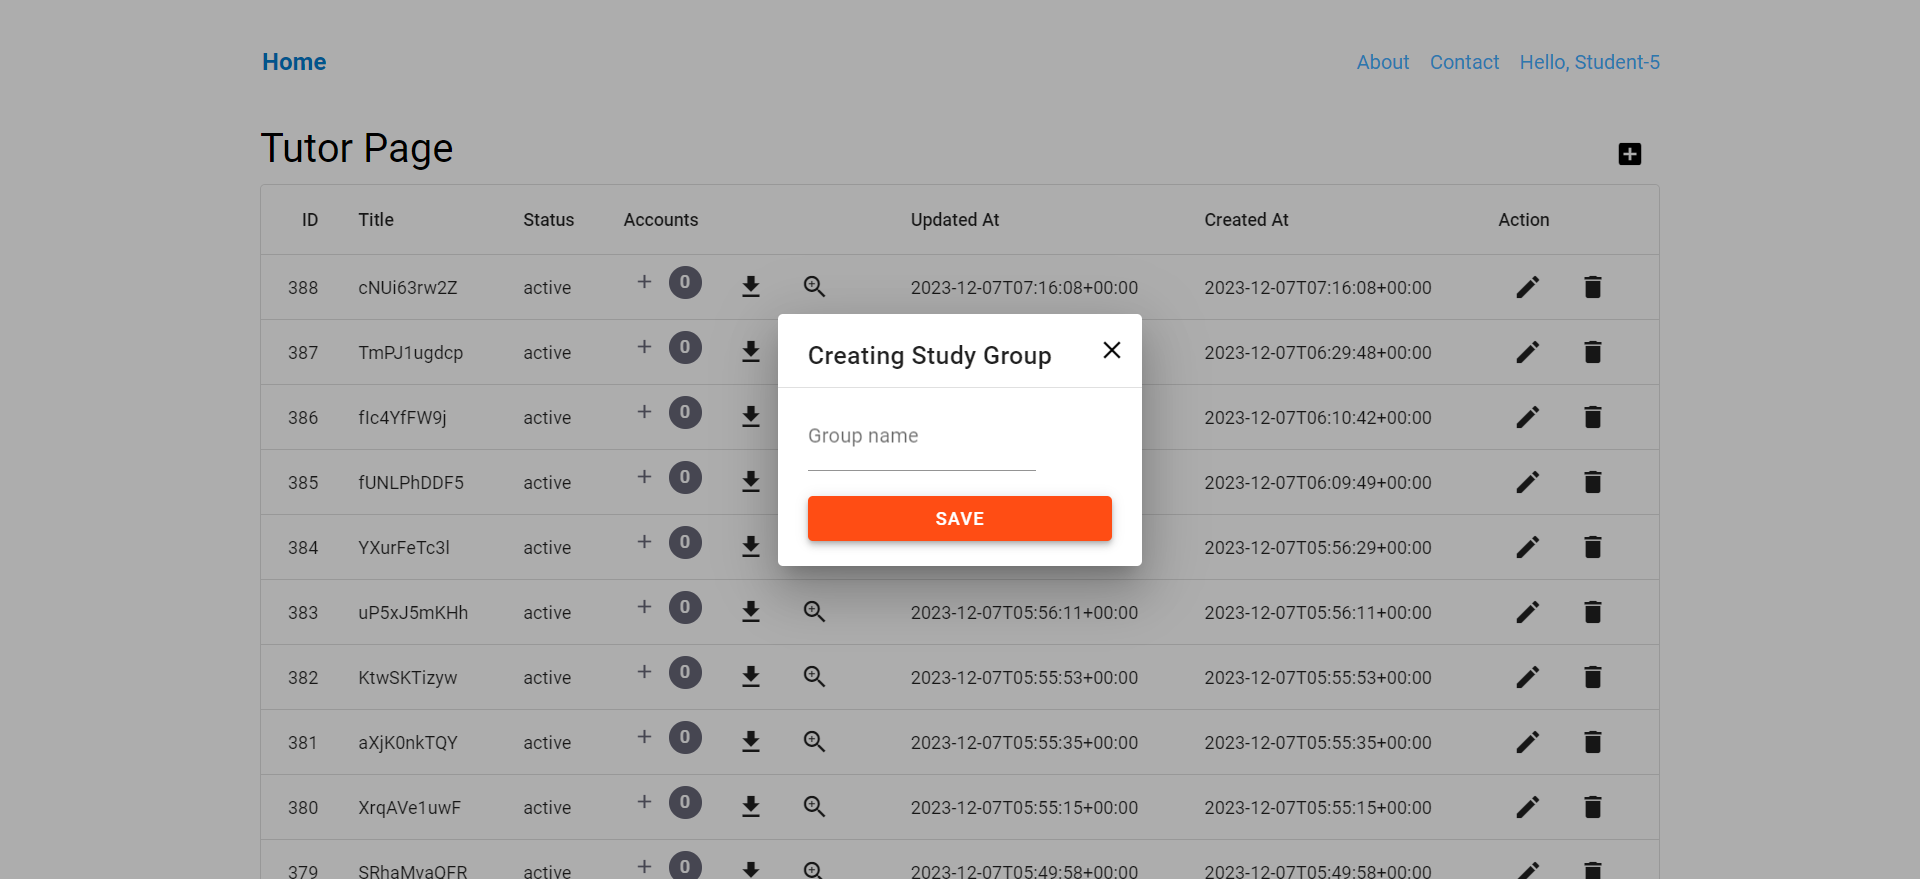 Home About Contact Hello, Student-5
Tutor Page
ID Title Status Accounts Updated At Created At Action
388 cNUi63rw2Z active + 0 2023-12-07T07:16:08+00:00 2023-12-07T07:16:08+00:00
Creating Study Group
387 TmPJ1ugdcp active + 0 2023-12-07T06:29:48+00:00
386 fIc4YfFW9j active + 0 2023-12-07T06:10:42+00:00
Group name
385 fUNLPhDDF5 active + 0 2023-12-07T06:09:49+00:00
SAVE
384 YXurFeTc3l active + 0 2023-12-07T05:56:29+00:00
383 uP5xJ5mKHh active + 0 2023-12-07T05:56:11+00:00 2023-12-07T05:56:11+00:00
382 KtwSKTizyw active + 0 2023-12-07T05:55:53+00:00 2023-12-07T05:55:53+00:00
381 aXjK0nkTQY active + 0 2023-12-07T05:55:35+00:00 2023-12-07T05:55:35+00:00
380 XrqAVe1uwF active + 0 2023-12-07T05:55:15+00:00 2023-12-07T05:55:15+00:00
379 SRhaMvaQFR active + 0 2023-12-07T05:49:58+00:00 2023-12-07T05:49:58+00:00